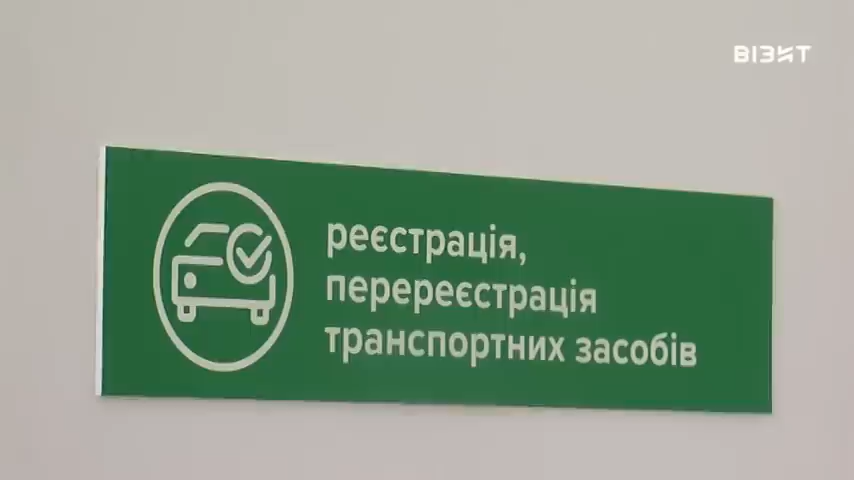 ВІЗИТ
реєстрація,
перереєстрація
транспортних засобів